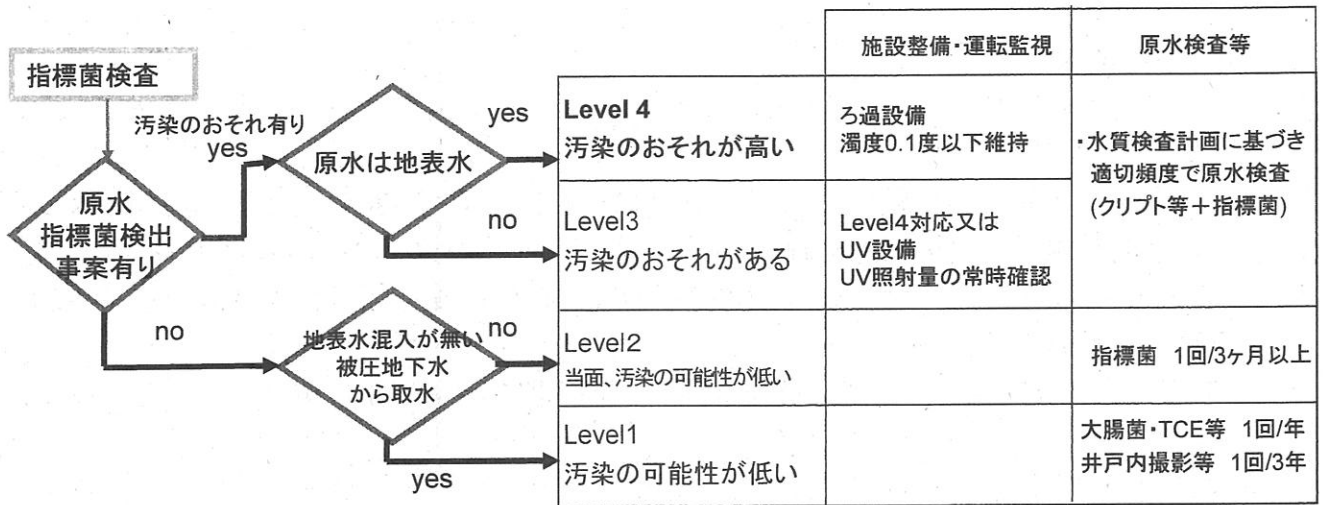 施設整備・運転監視
原水検査等
指標菌検査
汚染のおそれ有り
yes
原水は地表水
yes
no
原水
指標菌検出
事案有り
no
地表水混入が無い
被圧地下水
から取水
no
yes
Level 4
汚染のおそれが高い
ろ過設備
濁度0.1度以下維持
・水質検査計画に基づき
適切頻度で原水検査
(クリプト等＋指標菌)
Level3
汚染のおそれがある
Level4対応又は
UV設備
UV照射量の常時確認
Level2
当面、汚染の可能性が低い
指標菌 1回/3ヶ月以上
Level1
汚染の可能性が低い
大腸菌・TCE等 1回/年
井戸内撮影等 1回/3年